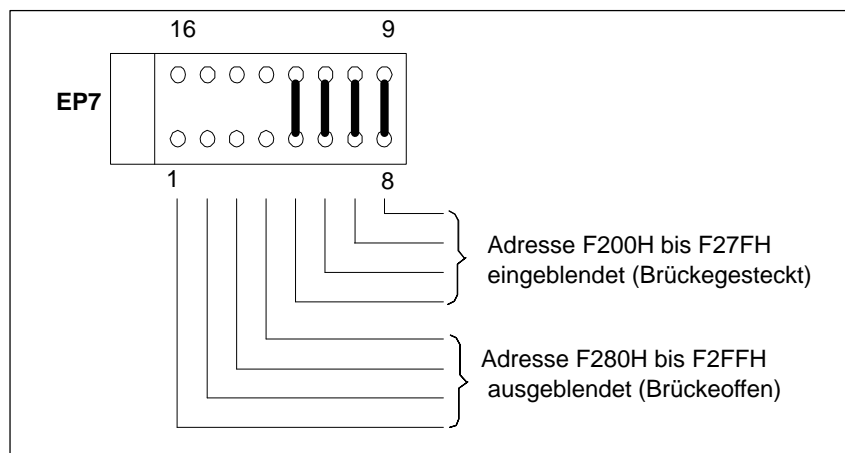 16 9
EP7
1 8
Adresse F200H bis F27FH
eingeblendet (Brückegesteckt)
Adresse F280H bis F2FFH
ausgeblendet (Brückeoffen)